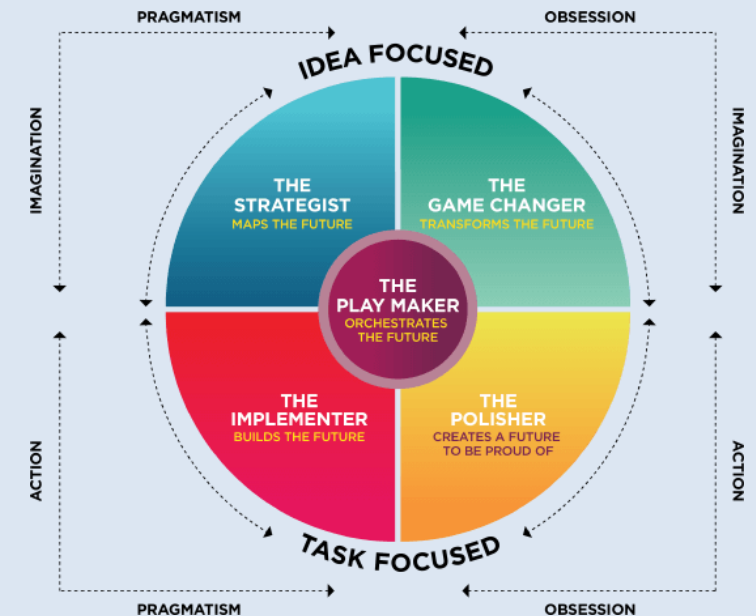 PRAGMATISM
OBSESSION
IDEA FOCUSED
IMAGINATION
IMAGINATION
THE
STRATEGIST
MAPS THE FUTURE
THE
GAME CHANGER
TRANSFORMS THE FUTURE
THE
PLAY MAKER
ORCHESTRATES
THE FUTURE
THE
IMPLEMENTER
BUILDS THE FUTURE
THE
POLISHER
CREATES A FUTURE
TO BE PROUD OF
ACTION
ACTION
TASK FOCUSED
PRAGMATISM
OBSESSION